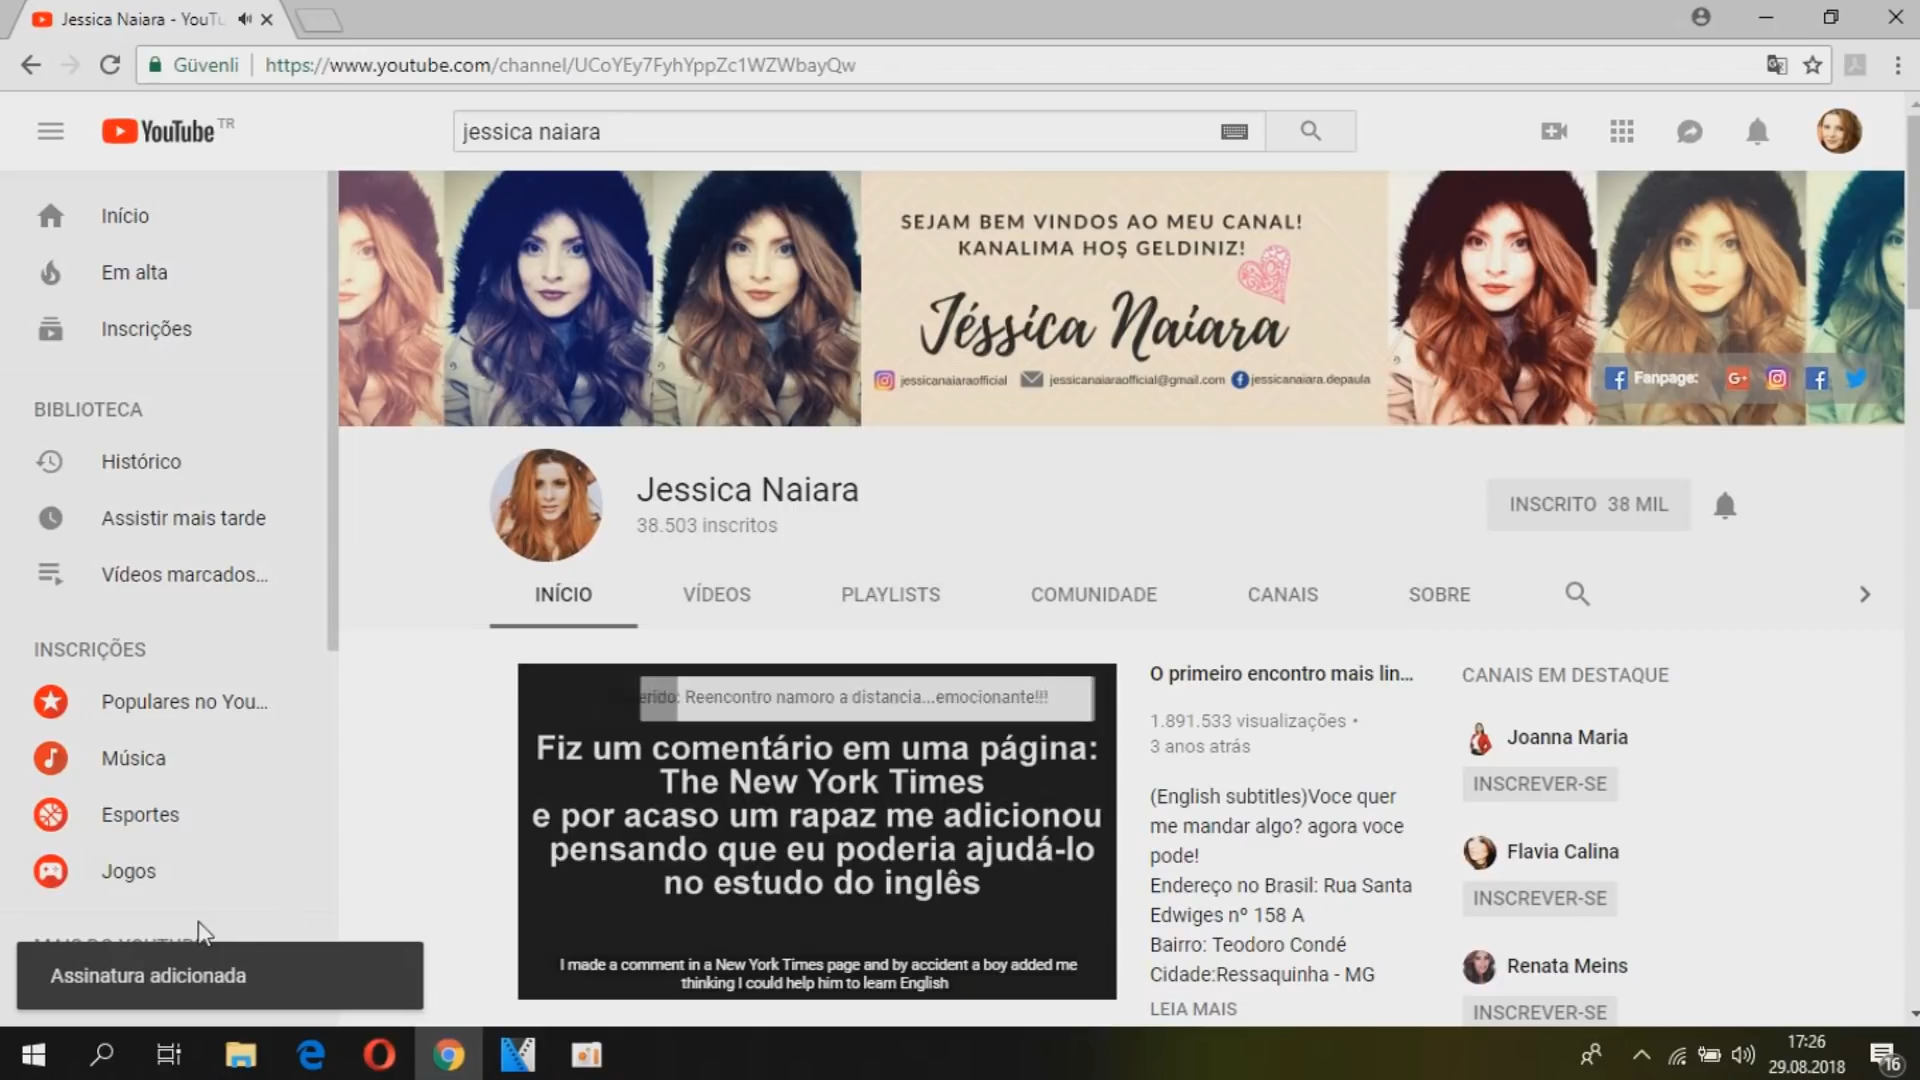 Jessica Naiara - YouTu
Güvenli
https://www.youtube.com/channel/UCoYEy7FyhYppZc1WZWbayQw
YouTube TR
jessica naiara
Início
Em alta
Inscrições
BIBLIOTECA
Histórico
Assistir mais tarde
Vídeos marcados...
INSCRIÇÕES
Populares no You...
Música
Esportes
Jogos
MAIS DO YOUTUBE
Assinatura adicionada
SEJAM BEM VINDOS AO MEU CANAL!
KANALIMA HOŞ GELDINIZ!
Jéssica Naiara
jessicanaiaraofficial
jessicanaiaraofficial@gmail.com
jessicanaiara.depaula
Fanpage:
Jessica Naiara
38.503 inscritos
INSCRITO 38 MIL
INÍCIO
VÍDEOS
PLAYLISTS
COMUNIDADE
CANAIS
SOBRE
erido: Reencontro namoro a distancia...emocionante!!!
Fiz um comentário em uma página:
The New York Times
e por acaso um rapaz me adicionou
pensando que eu poderia ajudá-lo
no estudo do inglês
I made a comment in a New York Times page and by accident a boy added me
thinking I could help him to learn English
O primeiro encontro mais lin...
1.891.533 visualizações •
3 anos atrás
(English subtitles)Voce quer
me mandar algo? agora voce
pode!
Endereço no Brasil: Rua Santa
Edwiges nº 158 A
Bairro: Teodoro Condé
Cidade:Ressaquinha - MG
LEIA MAIS
CANAIS EM DESTAQUE
Joanna Maria
INSCREVER-SE
Flavia Calina
INSCREVER-SE
Renata Meins
INSCREVER-SE
17:26
29.08.2018
16